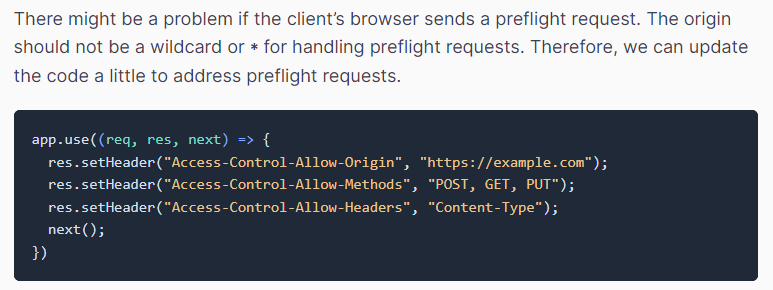 There might be a problem if the client’s browser sends a preflight request. The origin
should not be a wildcard or * for handling preflight requests. Therefore, we can update
the code a little to address preflight requests.
app.use((req, res, next) => {
  res.setHeader("Access-Control-Allow-Origin", "https://example.com");
  res.setHeader("Access-Control-Allow-Methods", "POST, GET, PUT");
  res.setHeader("Access-Control-Allow-Headers", "Content-Type");
  next();
})